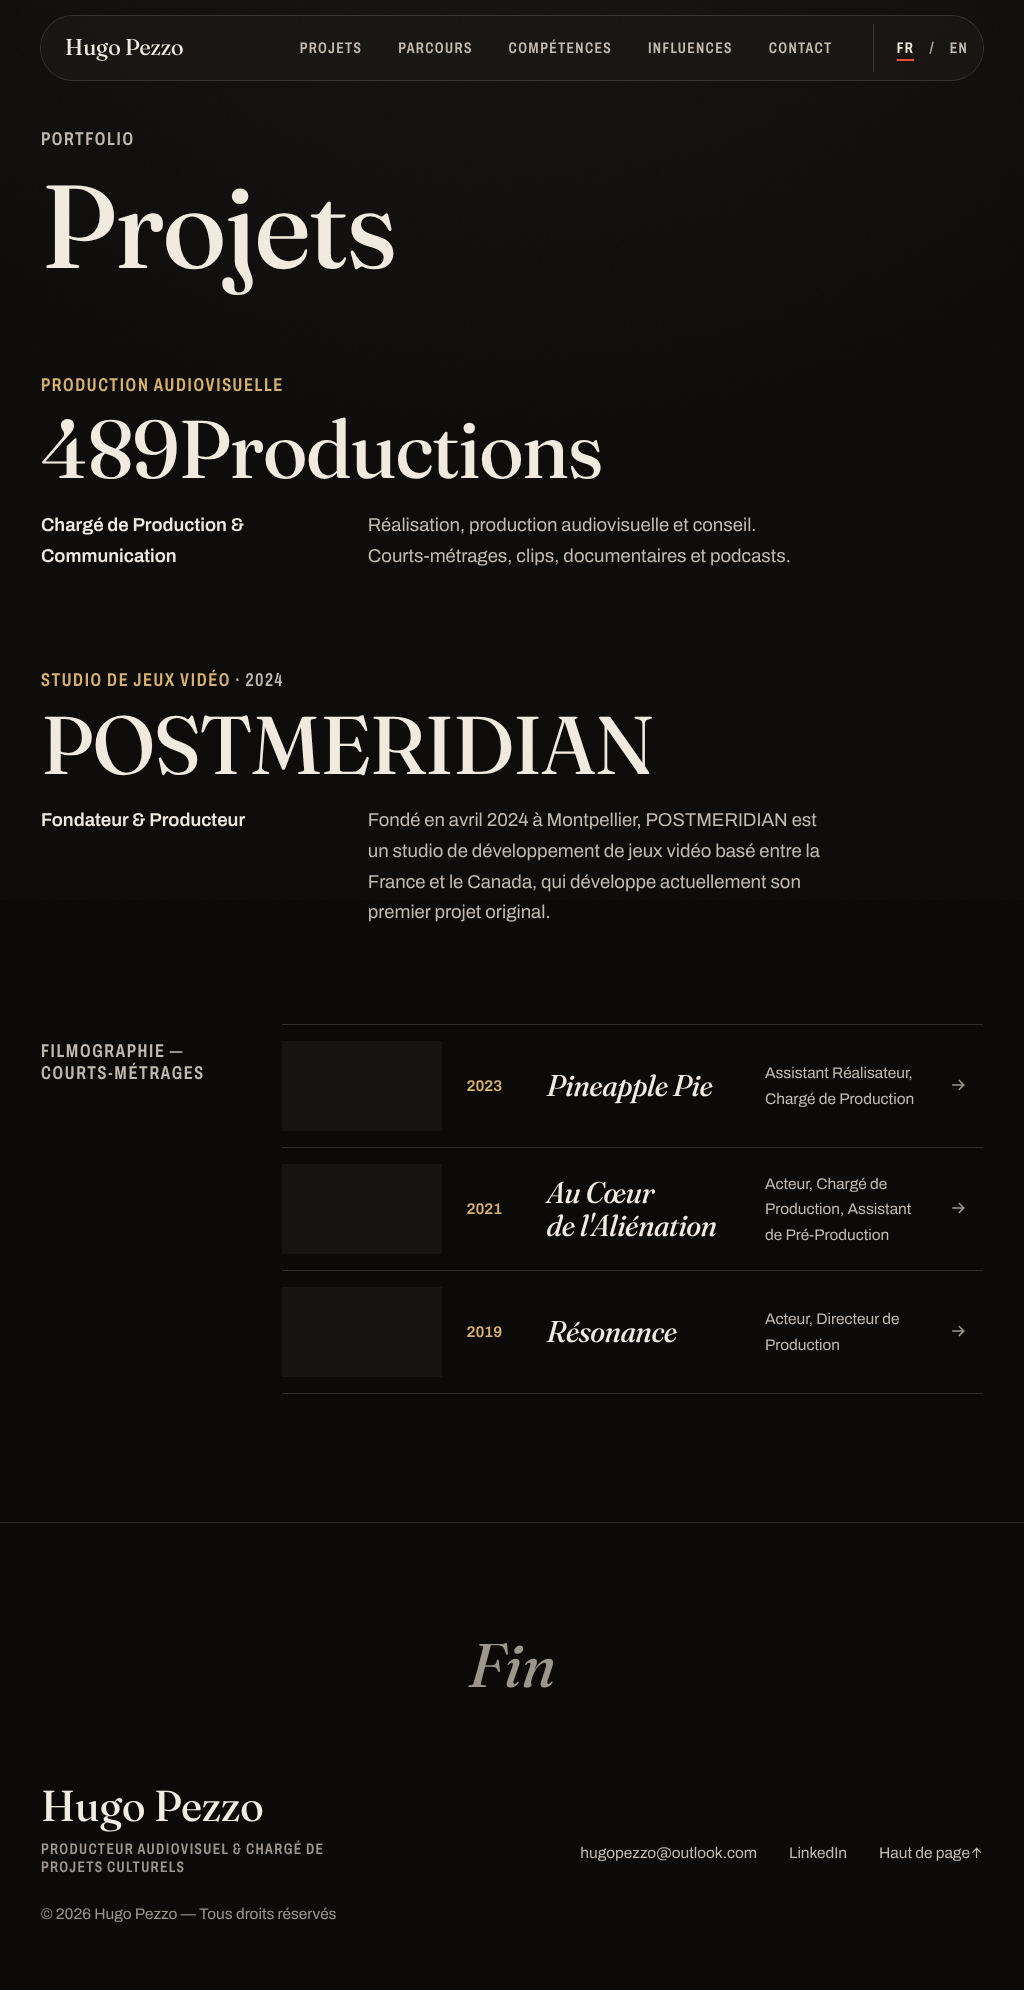 Hugo Pezzo
PROJETS PARCOURS COMPÉTENCES INFLUENCES CONTACT FR / EN
PORTFOLIO
Projets
PRODUCTION AUDIOVISUELLE
489Productions
Chargé de Production &
Communication
Réalisation, production audiovisuelle et conseil.
Courts-métrages, clips, documentaires et podcasts.
STUDIO DE JEUX VIDÉO · 2024
POSTMERIDIAN
Fondateur & Producteur
Fondé en avril 2024 à Montpellier, POSTMERIDIAN est
un studio de développement de jeux vidéo basé entre la
France et le Canada, qui développe actuellement son
premier projet original.
FILMOGRAPHIE —
COURTS-MÉTRAGES
2023
Pineapple Pie
Assistant Réalisateur,
Chargé de Production
→
2021
Au Cœur
de l'Aliénation
Acteur, Chargé de
Production, Assistant
de Pré-Production
→
2019
Résonance
Acteur, Directeur de
Production
→
Fin
Hugo Pezzo
PRODUCTEUR AUDIOVISUEL & CHARGÉ DE
PROJETS CULTURELS
hugopezzo@outlook.com LinkedIn Haut de page↑
© 2026 Hugo Pezzo — Tous droits réservés